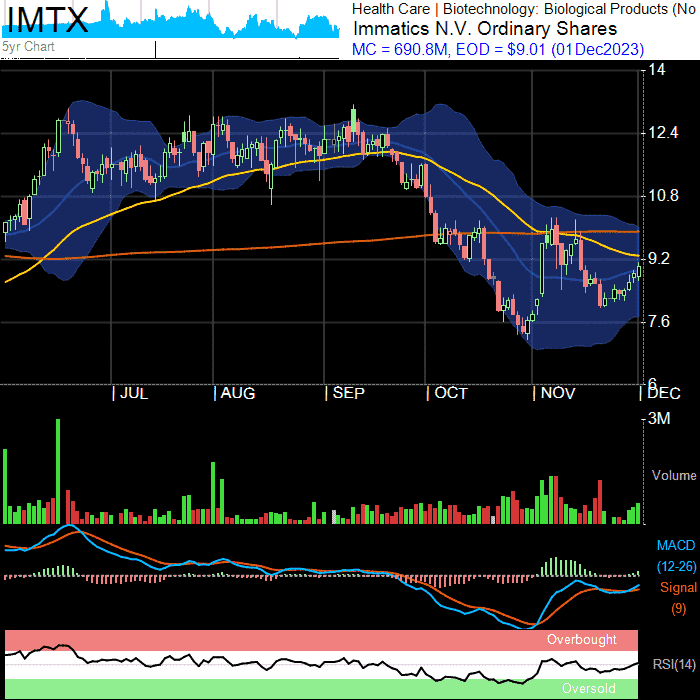 IMTX
5yr Chart
Health Care | Biotechnology: Biological Products (No
Immatics N.V. Ordinary Shares
MC = 690.8M, EOD = $9.01 (01Dec2023)
14
12.4
10.8
9.2
7.6
6
JUL AUG SEP OCT NOV DEC
3M
Volume
MACD
(12-26)
Signal
(9)
Overbought
RSI(14)
Oversold